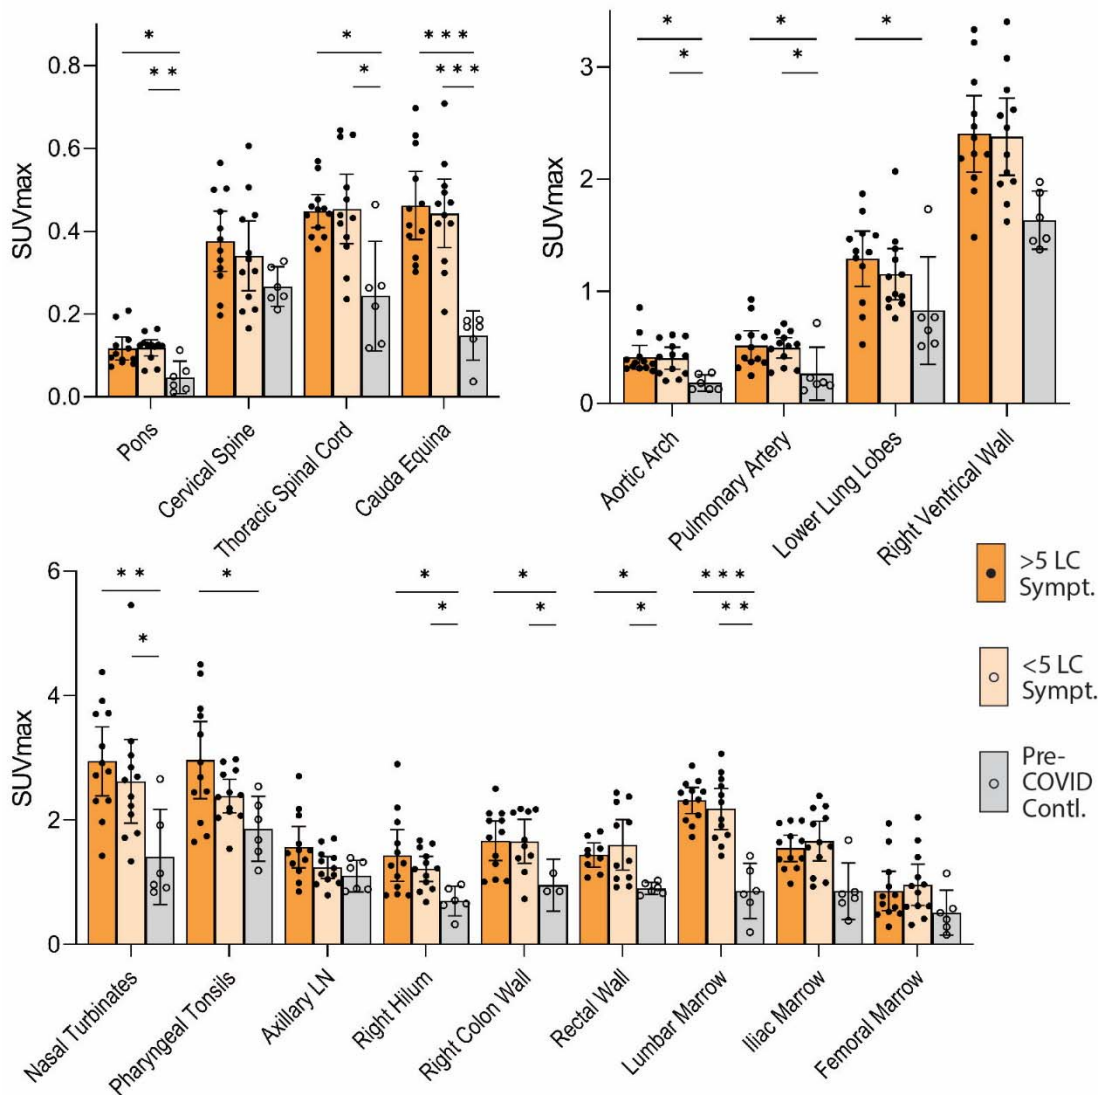 SUVmax
0.8
0.6
0.4
0.2
0.0
*
* *
*
*
* * *
* * *
Pons
Cervical Spine
Thoracic Spinal Cord
Cauda Equina
SUVmax
3
2
1
0
*
*
*
*
*
Aortic Arch
Pulmonary Artery
Lower Lung Lobes
Right Ventrical Wall
SUVmax
6
4
2
0
* *
*
*
*
*
*
*
*
*
* * *
* *
Nasal Turbinates
Pharyngeal Tonsils
Axillary LN
Right Hilum
Right Colon Wall
Rectal Wall
Lumbar Marrow
Iliac Marrow
Femoral Marrow
>5 LC
Sympt.
<5 LC
Sympt.
Pre-
COVID
Contl.